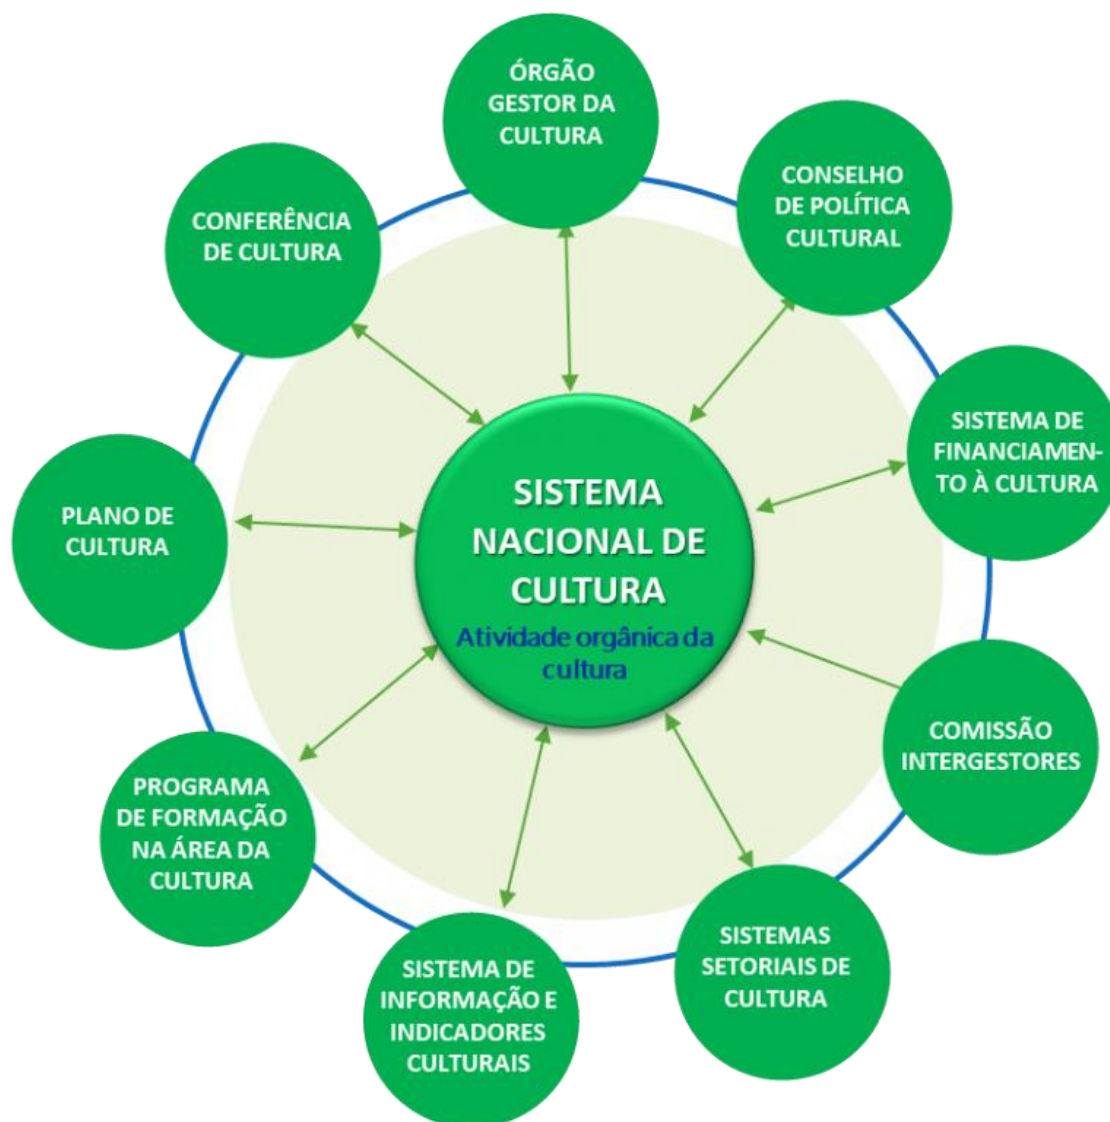 ÓRGÃO
GESTOR DA
CULTURA
CONSELHO
DE POLÍTICA
CULTURAL
SISTEMA DE
FINANCIAMEN-
TO À CULTURA
COMISSÃO
INTERGESTORES
SISTEMAS
SETORIAIS DE
CULTURA
SISTEMA DE
INFORMAÇÃO E
INDICADORES
CULTURAIS
PROGRAMA
DE FORMAÇÃO
NA ÁREA DA
CULTURA
PLANO DE
CULTURA
CONFERÊNCIA
DE CULTURA
SISTEMA
NACIONAL DE
CULTURA
Atividade orgânica da
cultura